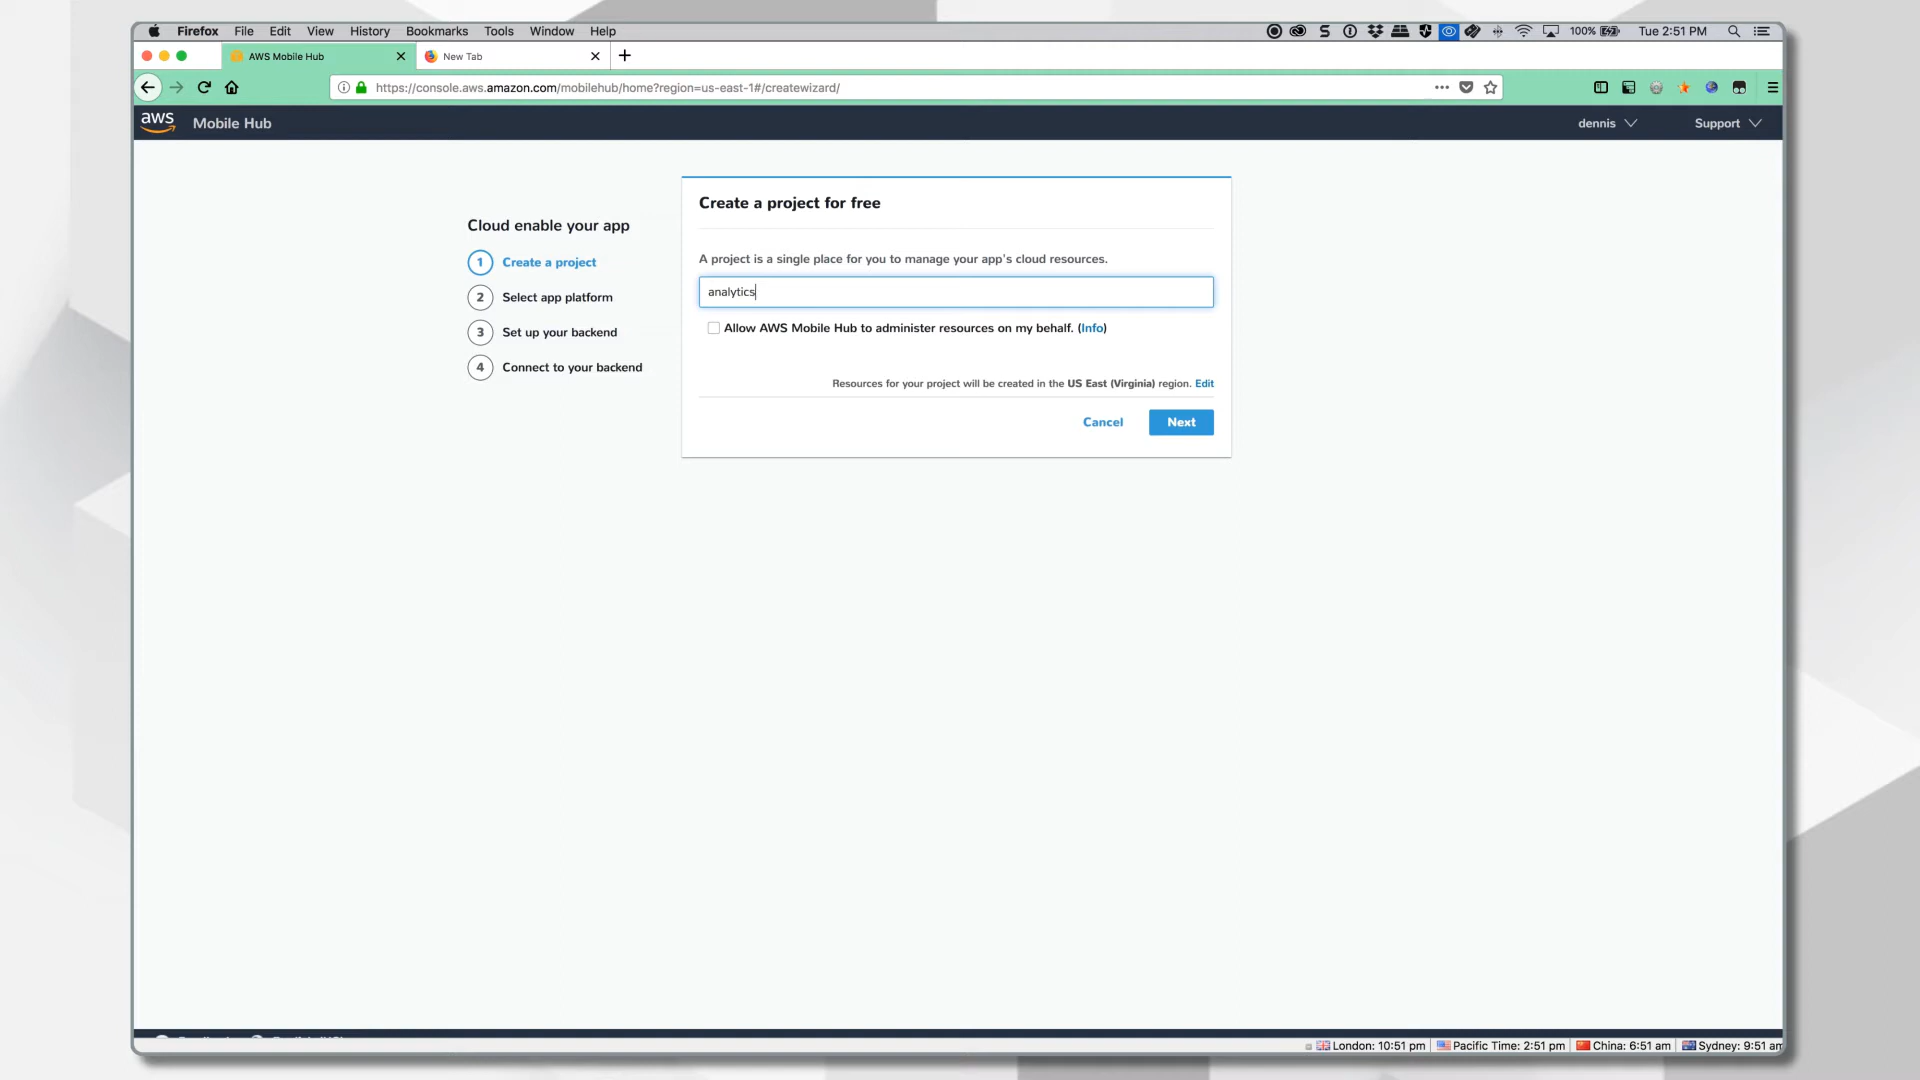 Firefox File Edit View History Bookmarks Tools Window Help 100% Tue 2:51 PM
AWS Mobile Hub New Tab
https://console.aws.amazon.com/mobilehub/home?region=us-east-1#/createwizard/
aws Mobile Hub dennis Support
Create a project for free
Cloud enable your app
A project is a single place for you to manage your app's cloud resources.
1 Create a project
analytics
2 Select app platform
Allow AWS Mobile Hub to administer resources on my behalf. (Info)
3 Set up your backend
4 Connect to your backend
Resources for your project will be created in the US East (Virginia) region. Edit
Cancel Next
London: 10:51 pm Pacific Time: 2:51 pm China: 6:51 am Sydney: 9:51 am